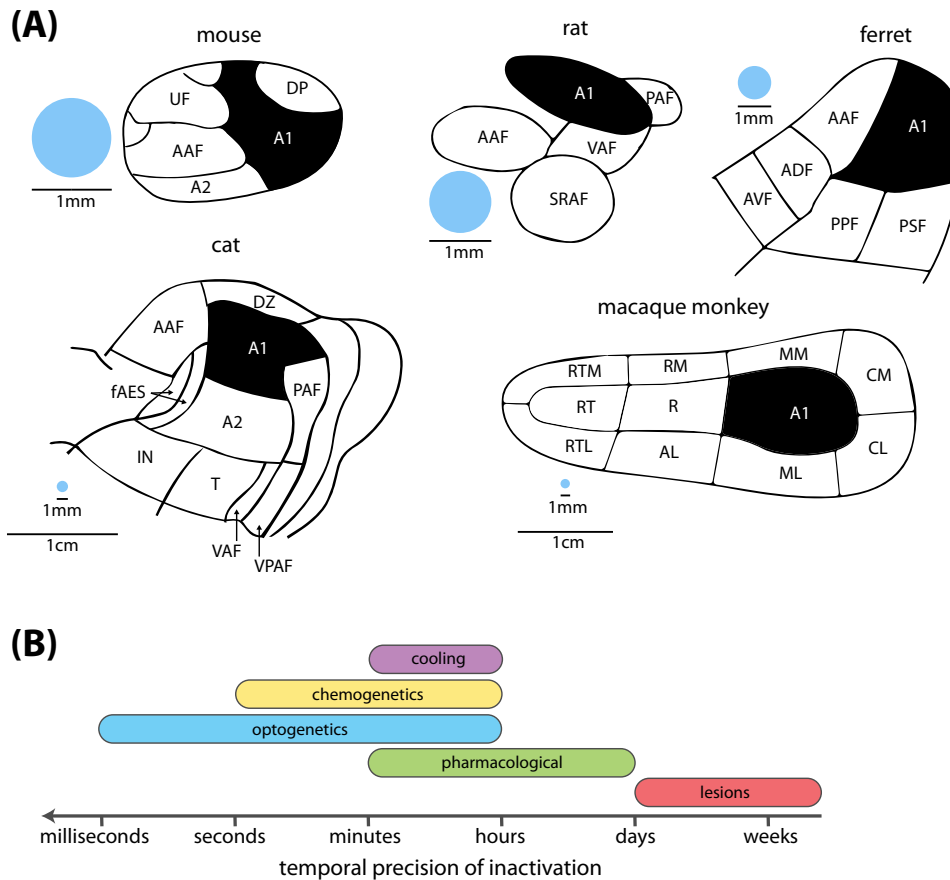 (A)
mouse
UF
DP
A1
AAF
A2
1mm
rat
A1
PAF
AAF
VAF
SRAF
1mm
ferret
1mm
AAF
A1
ADF
AVF
PPF
PSF
cat
DZ
AAF
A1
fAES
PAF
A2
IN
T
1mm
1cm
VAF
VPAF
macaque monkey
RTM
RM
MM
CM
RT
R
A1
RTL
AL
ML
CL
1mm
1cm
(B)
cooling
chemogenetics
optogenetics
pharmacological
lesions
milliseconds seconds minutes hours days weeks
temporal precision of inactivation